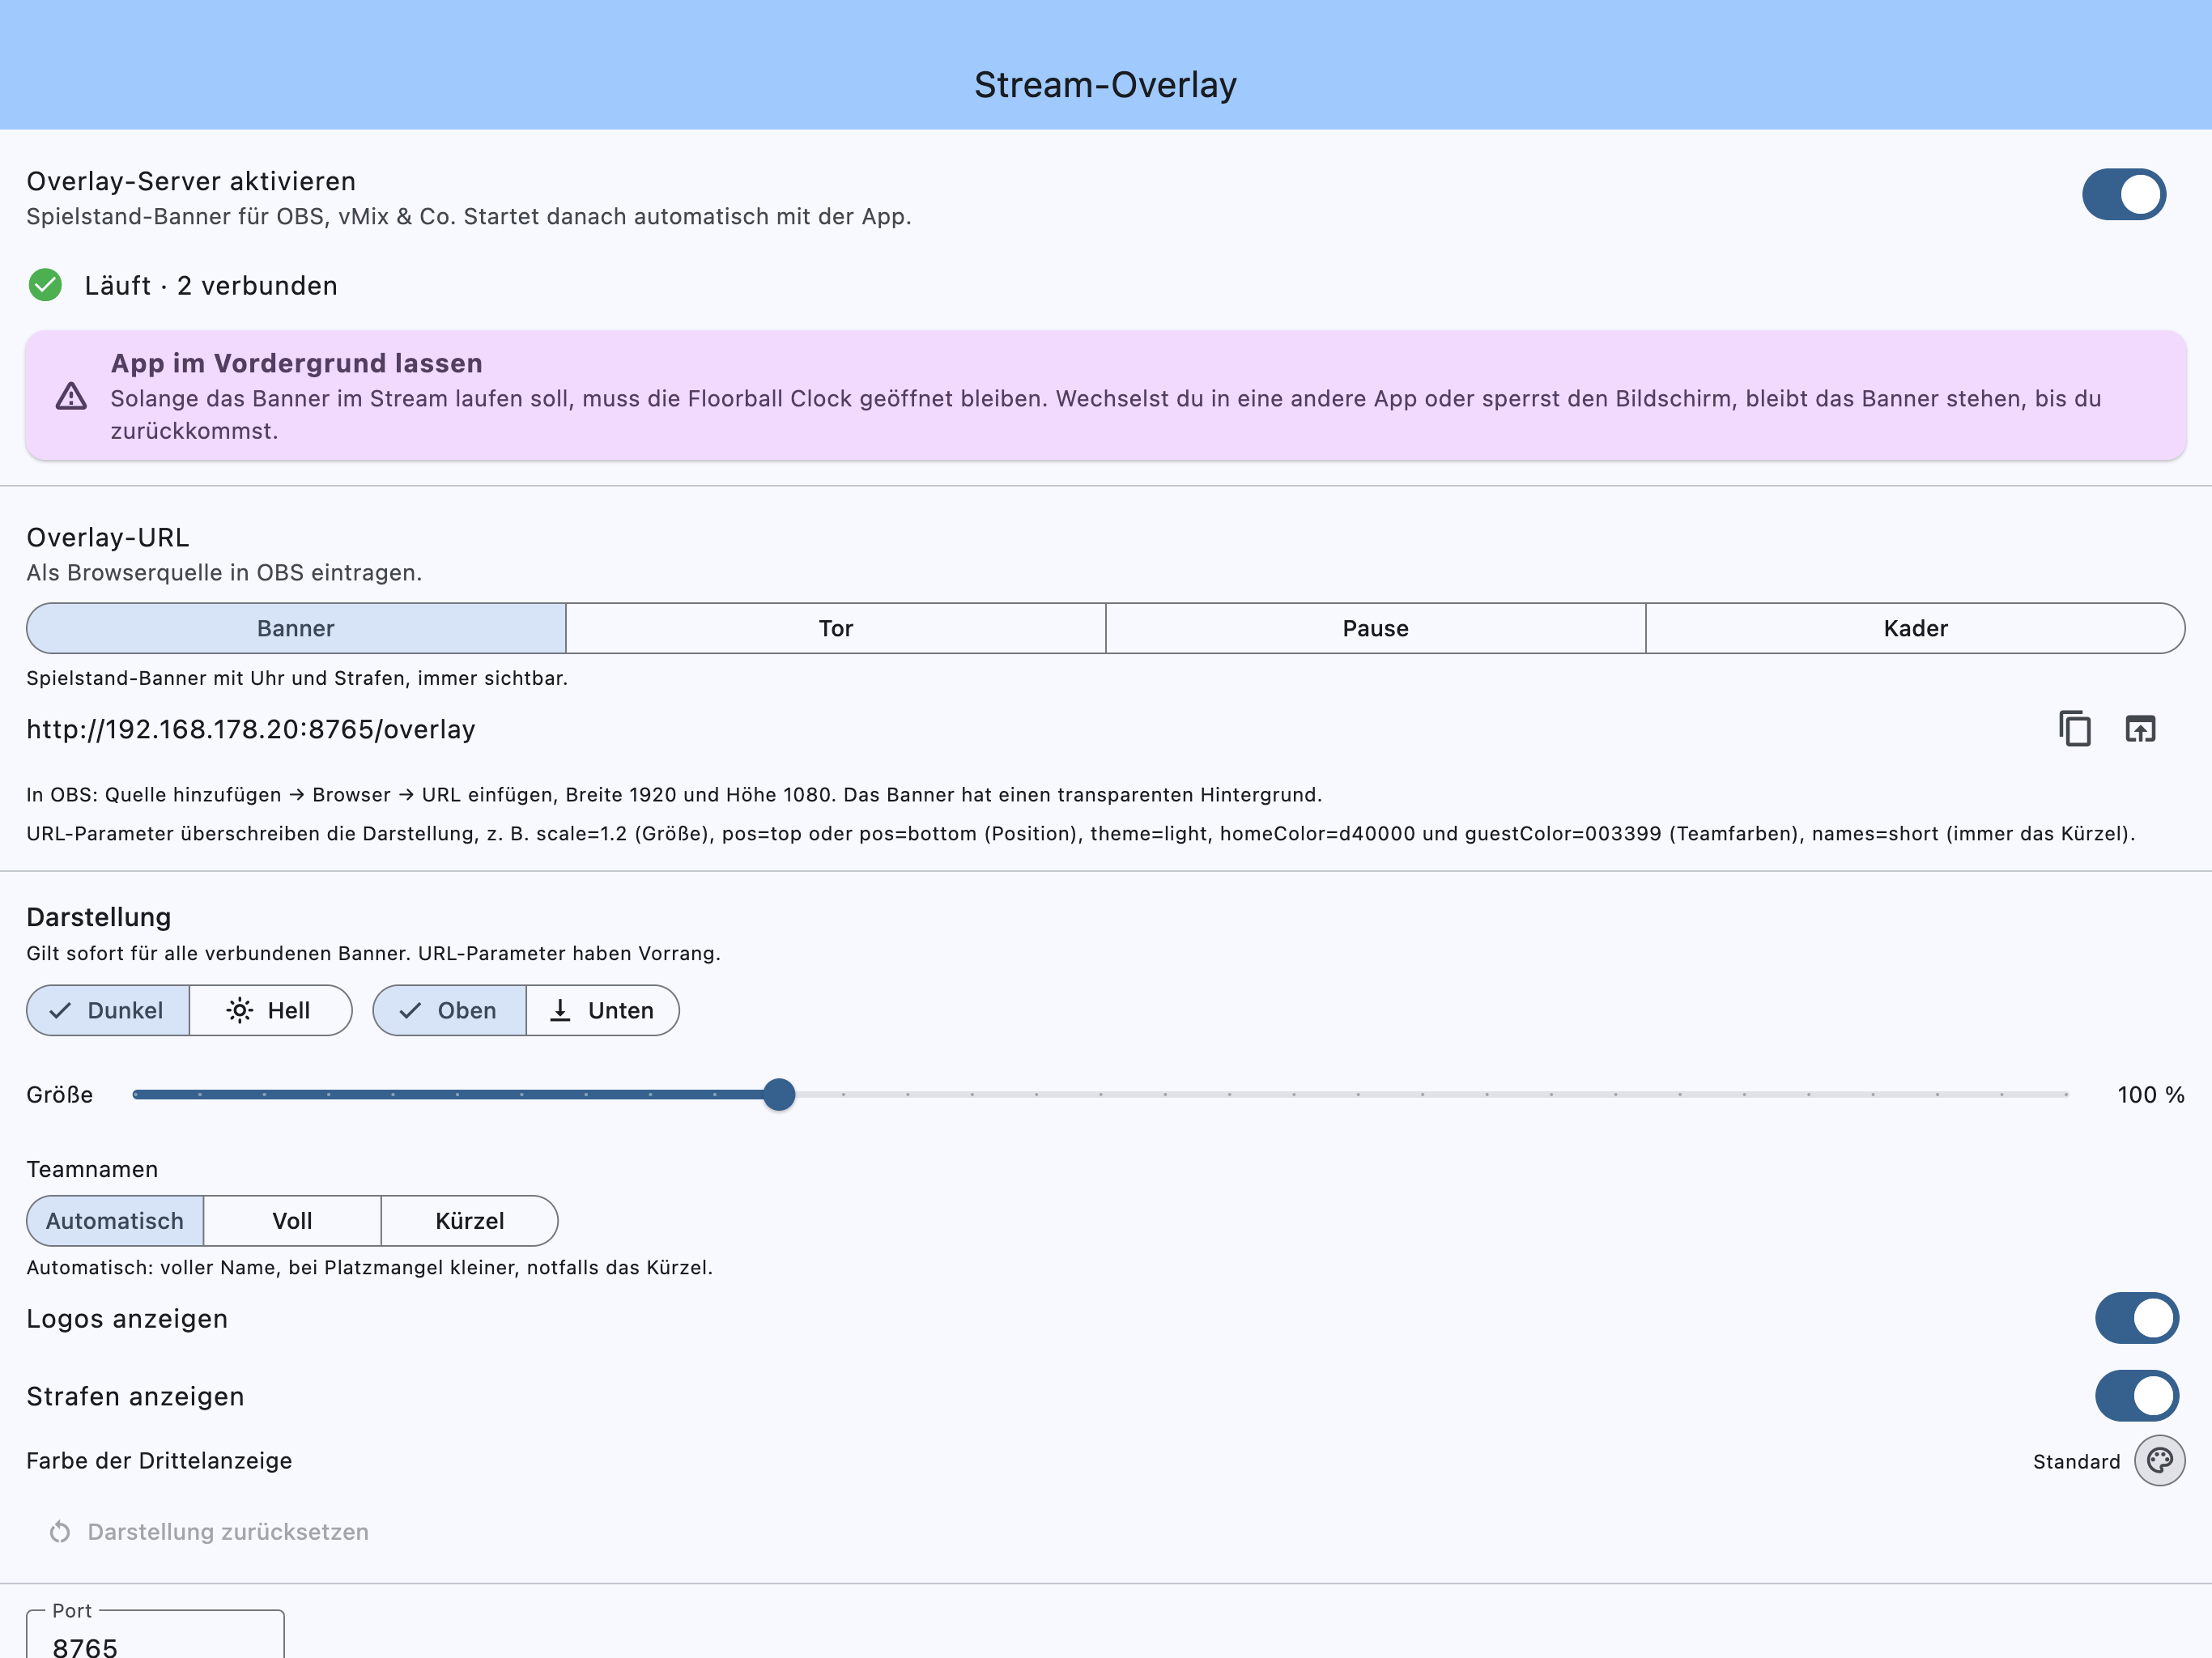 Stream-Overlay
Overlay-Server aktivieren
Spielstand-Banner für OBS, vMix & Co. Startet danach automatisch mit der App.
Läuft · 2 verbunden
App im Vordergrund lassen
Solange das Banner im Stream laufen soll, muss die Floorball Clock geöffnet bleiben. Wechselst du in eine andere App oder sperrst den Bildschirm, bleibt das Banner stehen, bis du
zurückkommst.
Overlay-URL
Als Browserquelle in OBS eintragen.
Banner Tor Pause Kader
Spielstand-Banner mit Uhr und Strafen, immer sichtbar.
http://192.168.178.20:8765/overlay
In OBS: Quelle hinzufügen → Browser → URL einfügen, Breite 1920 und Höhe 1080. Das Banner hat einen transparenten Hintergrund.
URL-Parameter überschreiben die Darstellung, z. B. scale=1.2 (Größe), pos=top oder pos=bottom (Position), theme=light, homeColor=d40000 und guestColor=003399 (Teamfarben), names=short (immer das Kürzel).
Darstellung
Gilt sofort für alle verbundenen Banner. URL-Parameter haben Vorrang.
Dunkel Hell Oben Unten
Größe 100 %
Teamnamen
Automatisch Voll Kürzel
Automatisch: voller Name, bei Platzmangel kleiner, notfalls das Kürzel.
Logos anzeigen
Strafen anzeigen
Farbe der Drittelanzeige Standard
Darstellung zurücksetzen
Port
8765